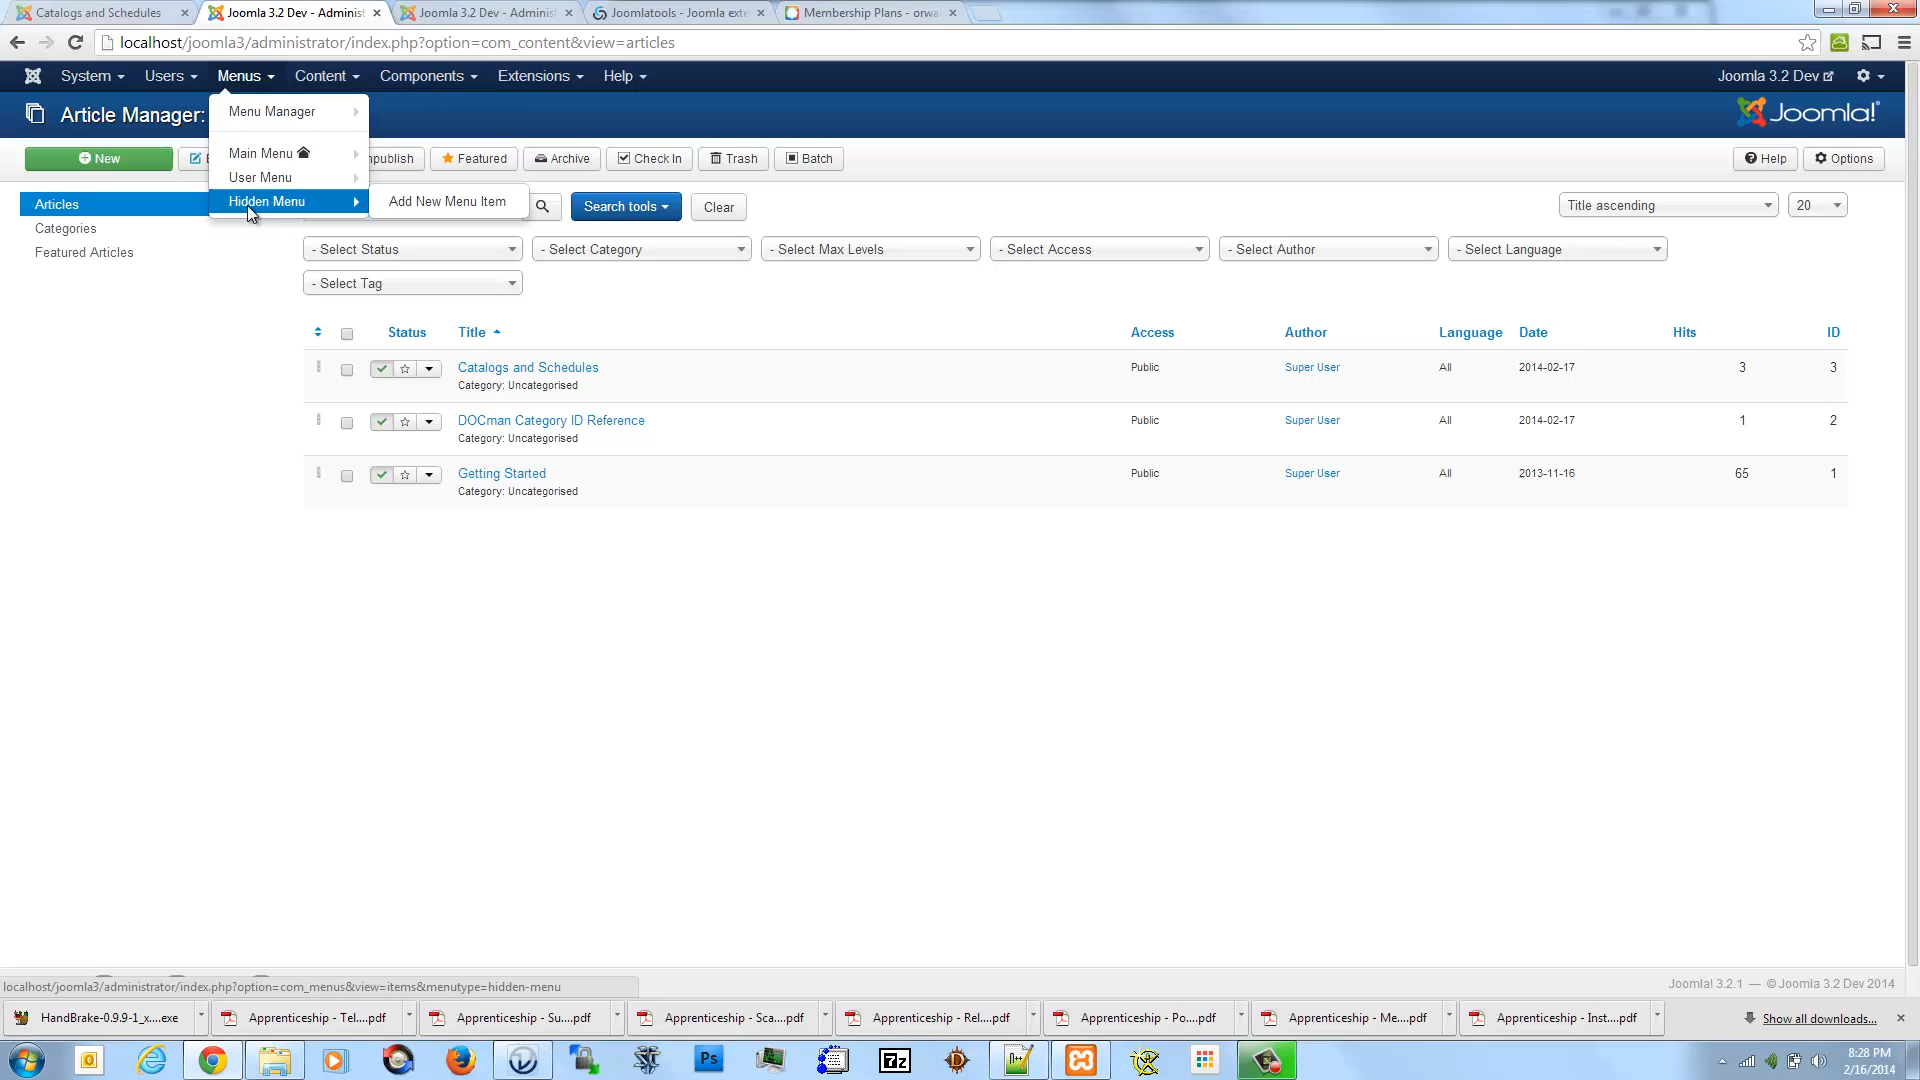 Catalogs and Schedules
Joomla 3.2 Dev - Administ
Joomla 3.2 Dev - Administ
Joomlatools - Joomla exte
Membership Plans - orwa
localhost/joomla3/administrator/index.php?option=com_content&view=articles
System Users Menus Content Components Extensions Help Joomla 3.2 Dev
Article Manager:
Joomla!
New
publish
Featured
Archive
Check In
Trash
Batch
Help
Options
Menu Manager
Main Menu
User Menu
Hidden Menu
Add New Menu Item
Articles
Categories
Featured Articles
Search tools
Clear
Title ascending
20
- Select Status
- Select Category
- Select Max Levels
- Select Access
- Select Author
- Select Language
- Select Tag
Status Title Access Author Language Date Hits ID
Catalogs and Schedules Public Super User All 2014-02-17 3 3
Category: Uncategorised
DOCman Category ID Reference Public Super User All 2014-02-17 1 2
Category: Uncategorised
Getting Started Public Super User All 2013-11-16 65 1
Category: Uncategorised
Joomla! 3.2.1 — © Joomla 3.2 Dev 2014
localhost/joomla3/administrator/index.php?option=com_menus&view=items&menutype=hidden-menu
HandBrake-0.9.9-1_x....exe
Apprenticeship - Tel....pdf
Apprenticeship - Su....pdf
Apprenticeship - Sca....pdf
Apprenticeship - Rel....pdf
Apprenticeship - Po....pdf
Apprenticeship - Me....pdf
Apprenticeship - Inst....pdf
Show all downloads...
Ps
7z
8:28 PM
2/16/2014